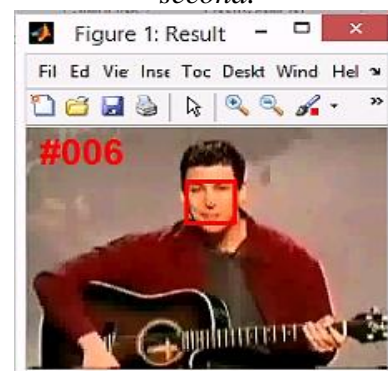 second.
Figure 1: Result
Fil Ed Vie Inse Toc Deskt Wind Hel
#006